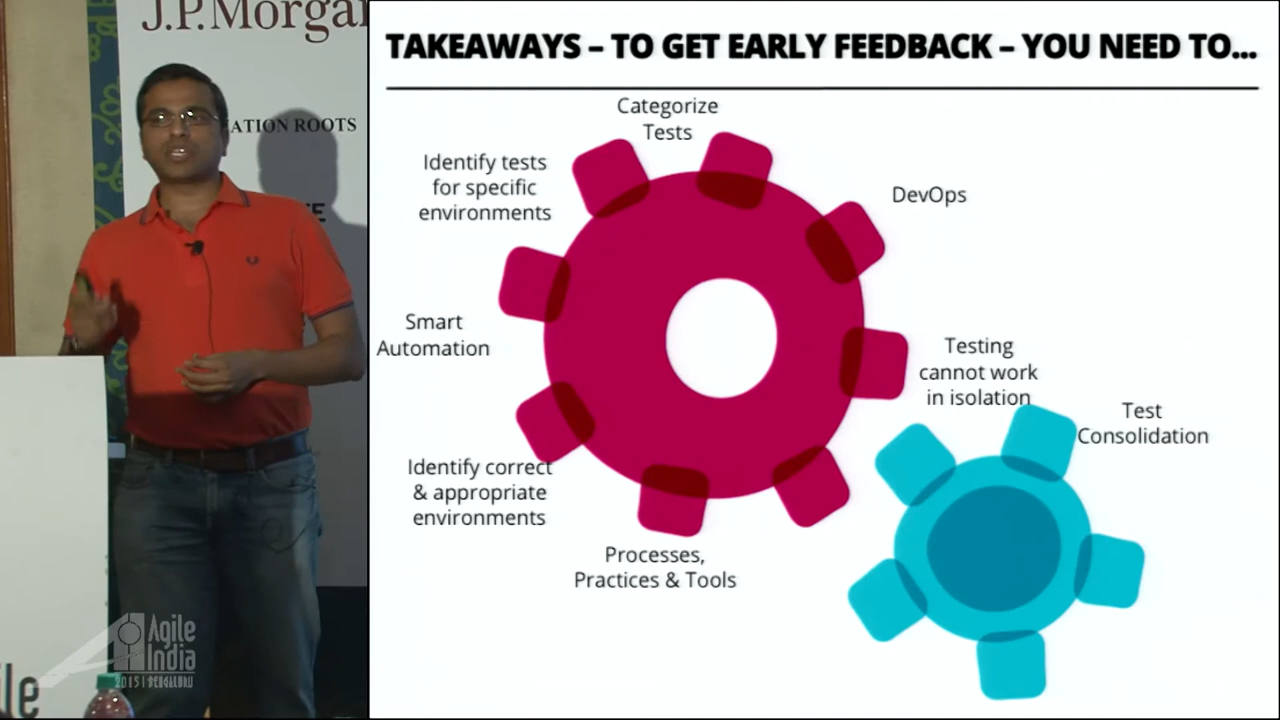 J.P.Morgan
ATION ROOTS
TAKEAWAYS – TO GET EARLY FEEDBACK – YOU NEED TO...
Categorize
Tests
Identify tests
for specific
environments
DevOps
Smart
Automation
Testing
cannot work
in isolation
Test
Consolidation
Identify correct
& appropriate
environments
Processes,
Practices & Tools
Agile
India
2015 | BENGALURU